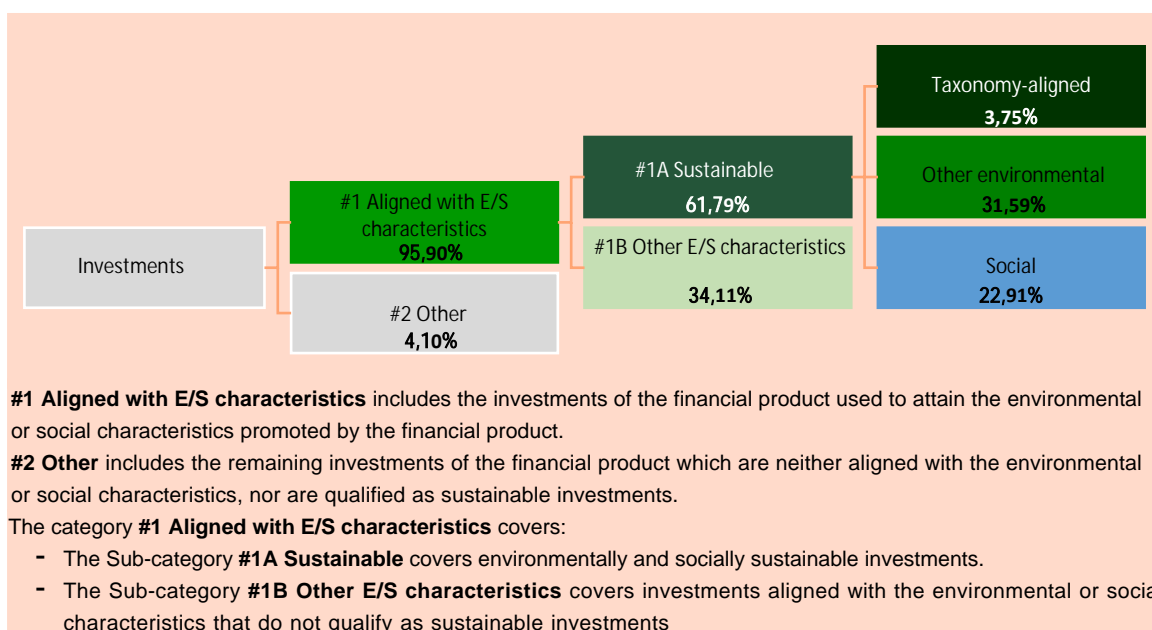 Taxonomy-aligned
3,75%
#1A Sustainable
61,79%
Other environmental
31,59%
#1 Aligned with E/S
characteristics
95,90%
#1B Other E/S characteristics
34,11%
Investments
Social
22,91%
#2 Other
4,10%
#1 Aligned with E/S characteristics includes the investments of the financial product used to attain the environmental
or social characteristics promoted by the financial product.
#2 Other includes the remaining investments of the financial product which are neither aligned with the environmental
or social characteristics, nor are qualified as sustainable investments.
The category #1 Aligned with E/S characteristics covers:
- The Sub-category #1A Sustainable covers environmentally and socially sustainable investments.
- The Sub-category #1B Other E/S characteristics covers investments aligned with the environmental or socia
characteristics that do not qualify as sustainable investments